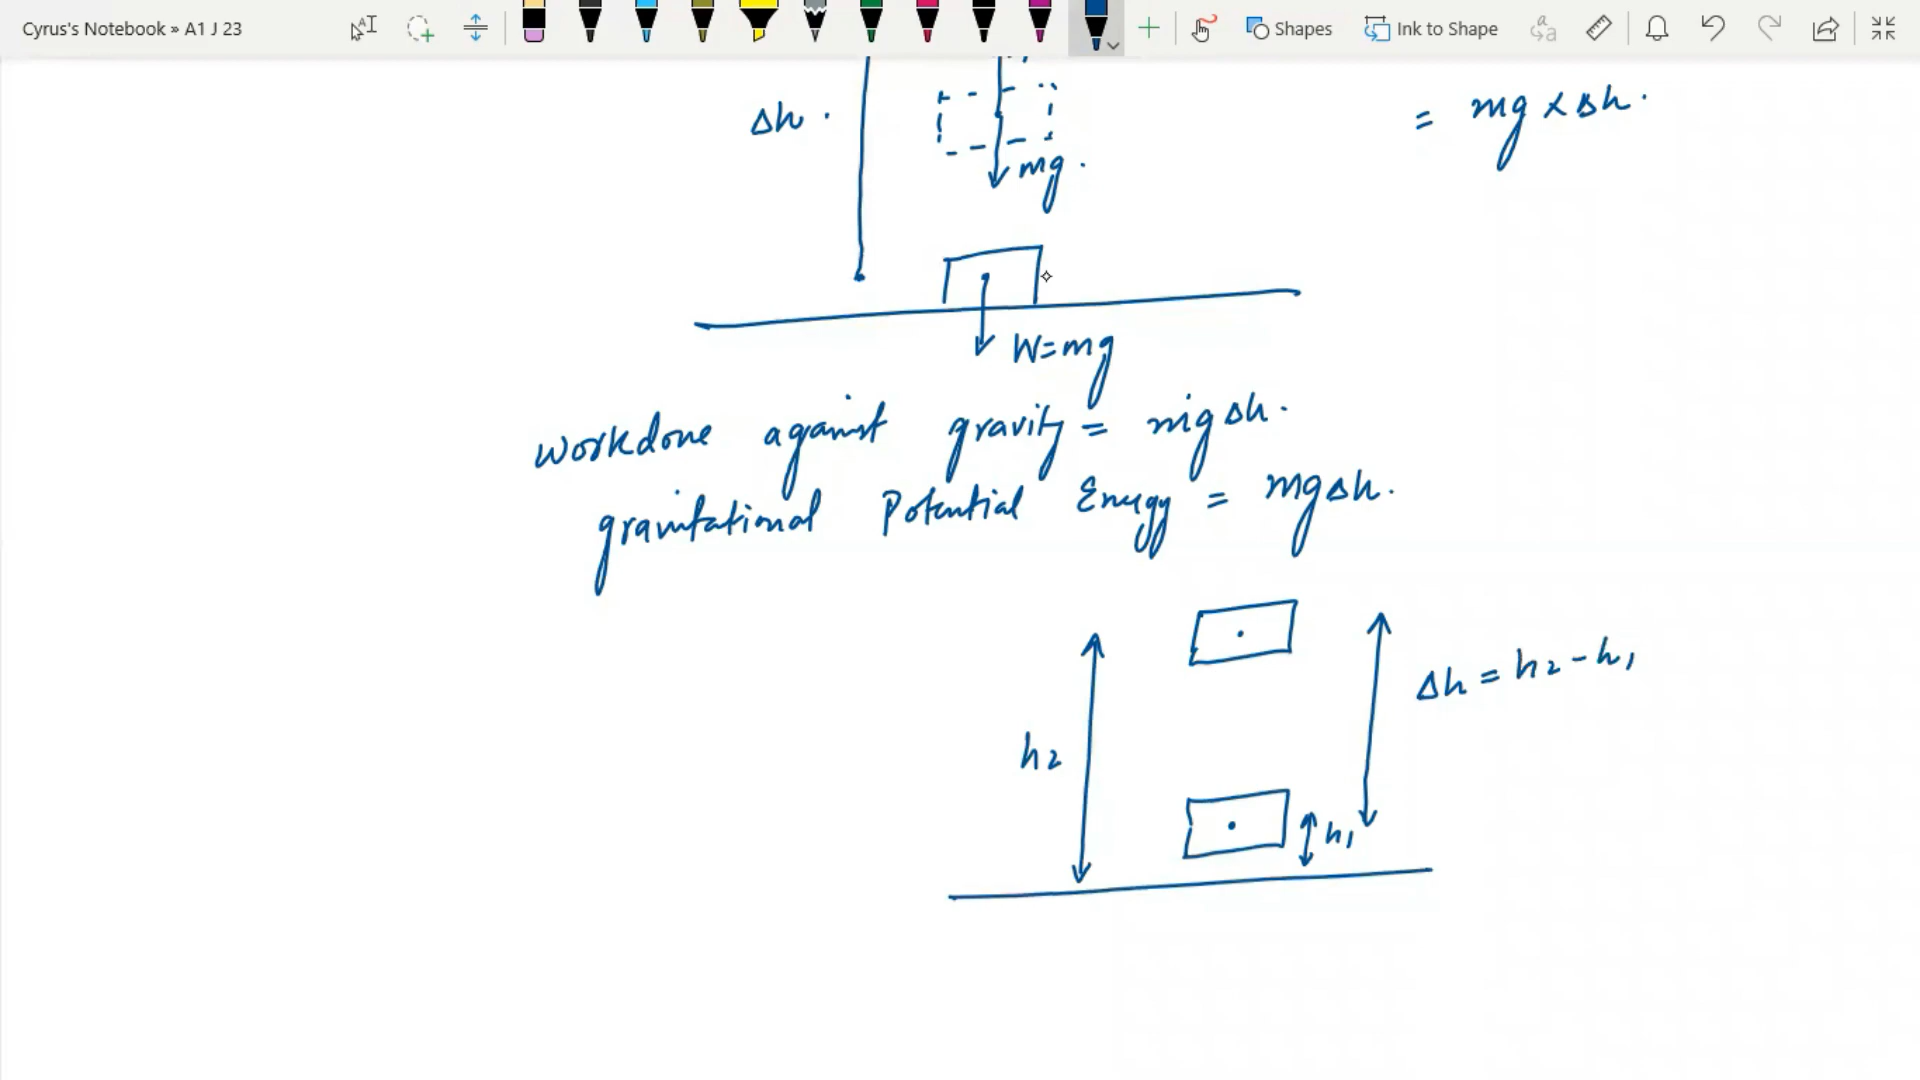 Cyrus's Notebook » A1 J 23
Shapes
Ink to Shape
Δh.
= mg × Δh.
mg.
W=mg
workdone against gravity = mgΔh.
gravitational Potential Energy = mgΔh.
Δh = h2 - h1
h2
h1